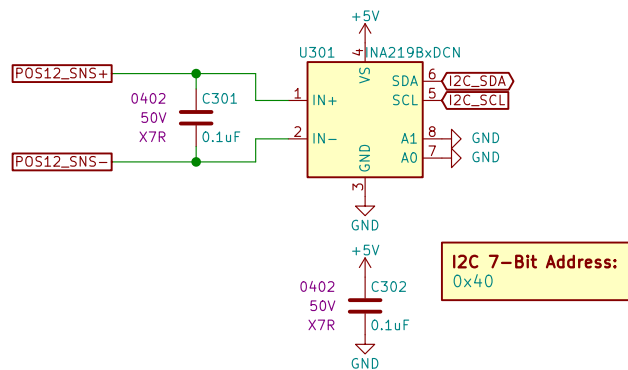 +5V
U301 INA219BxDCN
4
VS
POS12_SNS+
SDA 6 I2C_SDA
0402 C301
1 IN+
SCL 5 I2C_SCL
50V
X7R 0.1uF
2 IN-
A1 8 GND
POS12_SNS-
A0 7 GND
GND
3
GND
+5V
I2C 7-Bit Address:
0x40
0402 C302
50V
X7R 0.1uF
GND